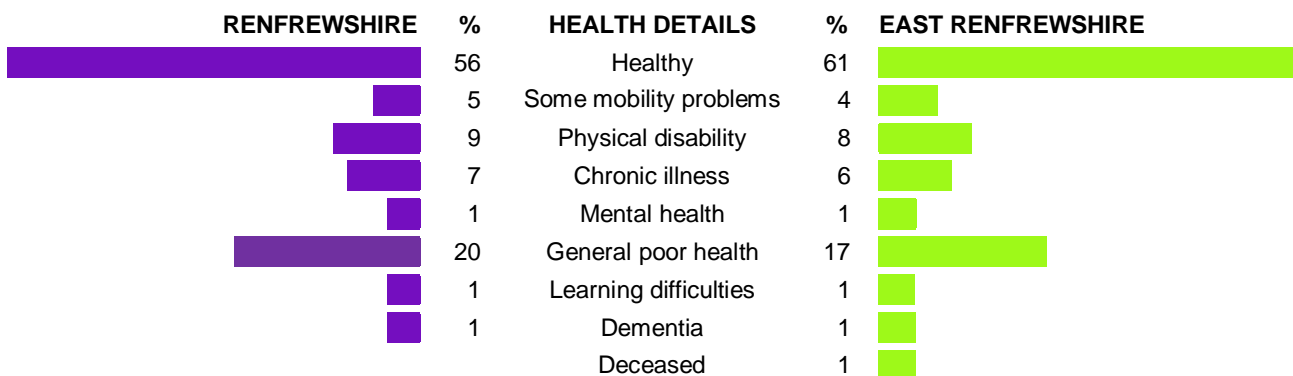 RENFREWSHIRE % HEALTH DETAILS % EAST RENFREWSHIRE
56 Healthy 61
5 Some mobility problems 4
9 Physical disability 8
7 Chronic illness 6
1 Mental health 1
20 General poor health 17
1 Learning difficulties 1
1 Dementia 1
Deceased 1